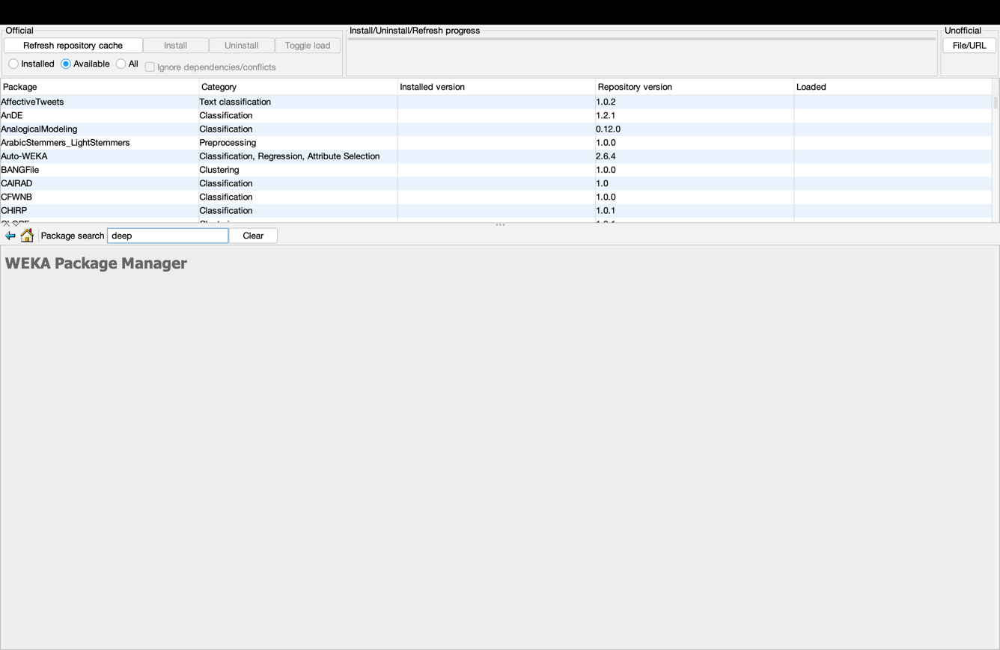 Official
Install/Uninstall/Refresh progress
Unofficial
Refresh repository cache Install Uninstall Toggle load File/URL
Installed Available All Ignore dependencies/conflicts
Package Category Installed version Repository version Loaded
AffectiveTweets Text classification 1.0.2
AnDE Classification 1.2.1
AnalogicalModeling Classification 0.12.0
ArabicStemmers_LightStemmers Preprocessing 1.0.0
Auto-WEKA Classification, Regression, Attribute Selection 2.6.4
BANGFile Clustering 1.0.0
CAIRAD Classification 1.0
CFWNB Classification 1.0.0
CHIRP Classification 1.0.1
Package search deep Clear
WEKA Package Manager